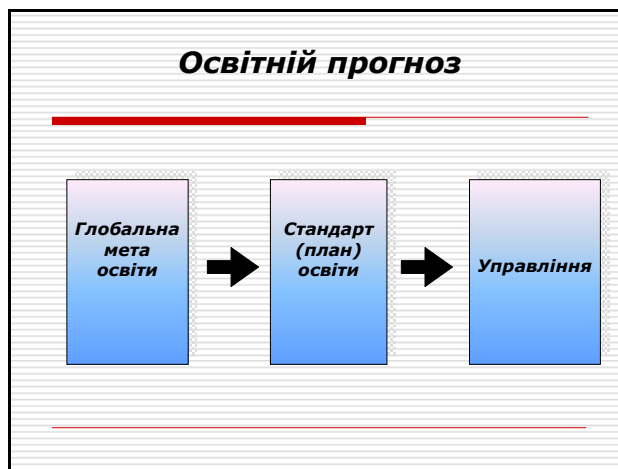 Освітній прогноз
Глобальна
мета
освіти
Стандарт
(план)
освіти
Управління